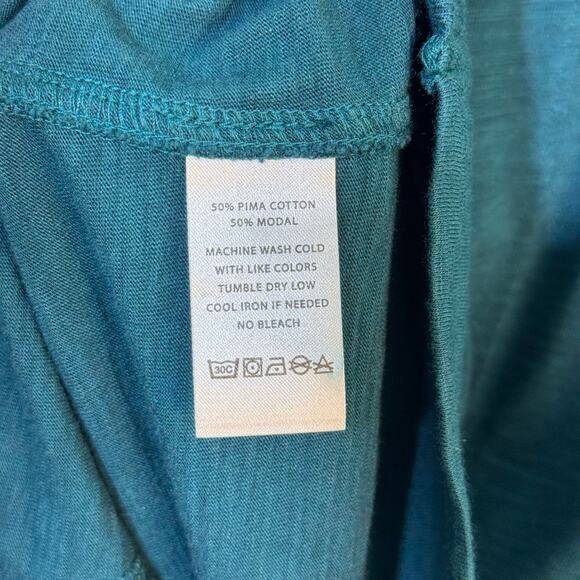 50% PIMA COTTON
50% MODAL
MACHINE WASH COLD
WITH LIKE COLORS
TUMBLE DRY LOW
COOL IRON IF NEEDED
NO BLEACH
30C